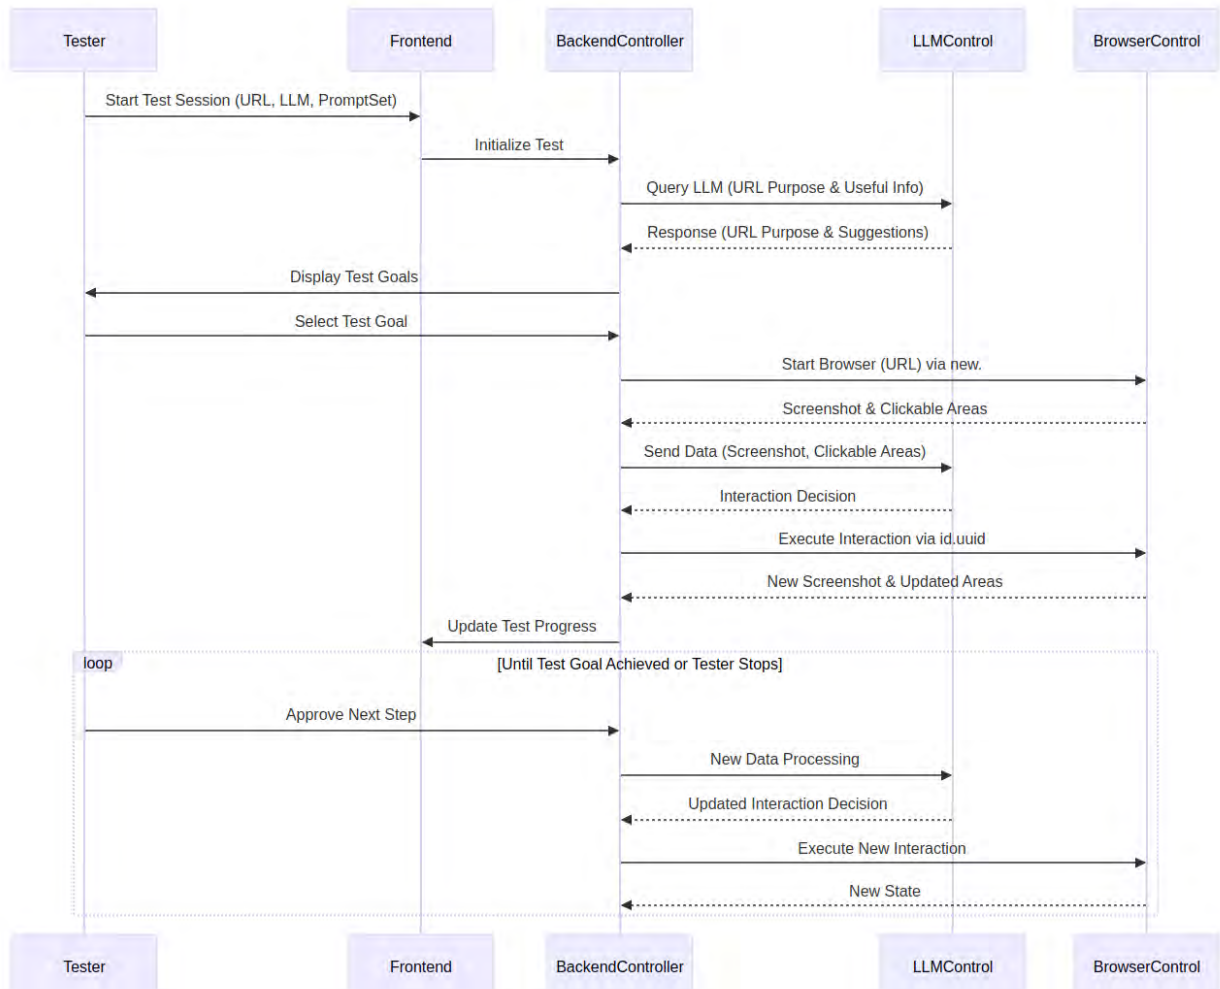 Tester Frontend BackendController LLMControl BrowserControl
Start Test Session (URL, LLM, PromptSet)
Initialize Test
Query LLM (URL Purpose & Useful Info)
Response (URL Purpose & Suggestions)
Display Test Goals
Select Test Goal
Start Browser (URL) via new.
Screenshot & Clickable Areas
Send Data (Screenshot, Clickable Areas)
Interaction Decision
Execute Interaction via id.uuid
New Screenshot & Updated Areas
Update Test Progress
loop [Until Test Goal Achieved or Tester Stops]
Approve Next Step
New Data Processing
Updated Interaction Decision
Execute New Interaction
New State
Tester Frontend BackendController LLMControl BrowserControl